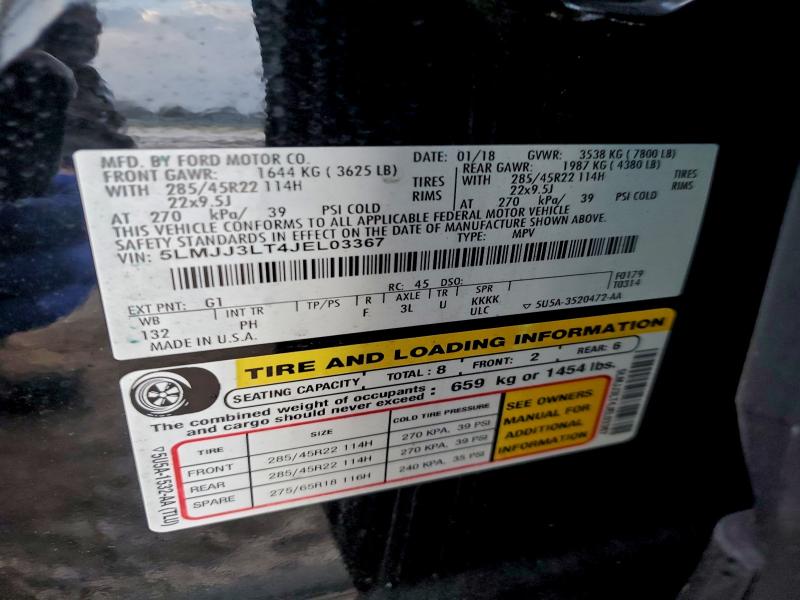 MFD. BY FORD MOTOR CO.
DATE: 01/18 GVWR: 3538 KG ( 7800 LB)
FRONT GAWR: 1644 KG ( 3625 LB) REAR GAWR: 1987 KG ( 4380 LB)
WITH 285/45R22 114H TIRES WITH 285/45R22 114H TIRES
22x9.5J RIMS 22x9.5J RIMS
AT 270 kPa/ 39 PSI COLD AT 270 kPa/ 39 PSI COLD
THIS VEHICLE CONFORMS TO ALL APPLICABLE FEDERAL MOTOR VEHICLE
SAFETY STANDARDS IN EFFECT ON THE DATE OF MANUFACTURE SHOWN ABOVE.
VIN: 5LMJJ3LT4JEL03367 TYPE: MPV
F0179
T0314
EXT PNT: G1 RC: 45 DSO:
WB INT TR TP/PS R AXLE TR SPR
132 PH F 3L U KKKK
ULC
5U5A-3520472-AA
MADE IN U.S.A.
TIRE AND LOADING INFORMATION
SEATING CAPACITY TOTAL: 8 FRONT: 2 REAR: 6
The combined weight of occupants
and cargo should never exceed : 659 kg or 1454 lbs.
TIRE SIZE COLD TIRE PRESSURE
FRONT 285/45R22 114H 270 KPA, 39 PSI
REAR 285/45R22 114H 270 KPA, 39 PSI
SPARE 275/65R18 116H 240 KPA, 35 PSI
SEE OWNERS
MANUAL FOR
ADDITIONAL
INFORMATION
5U5A-1532-AA (TLU)